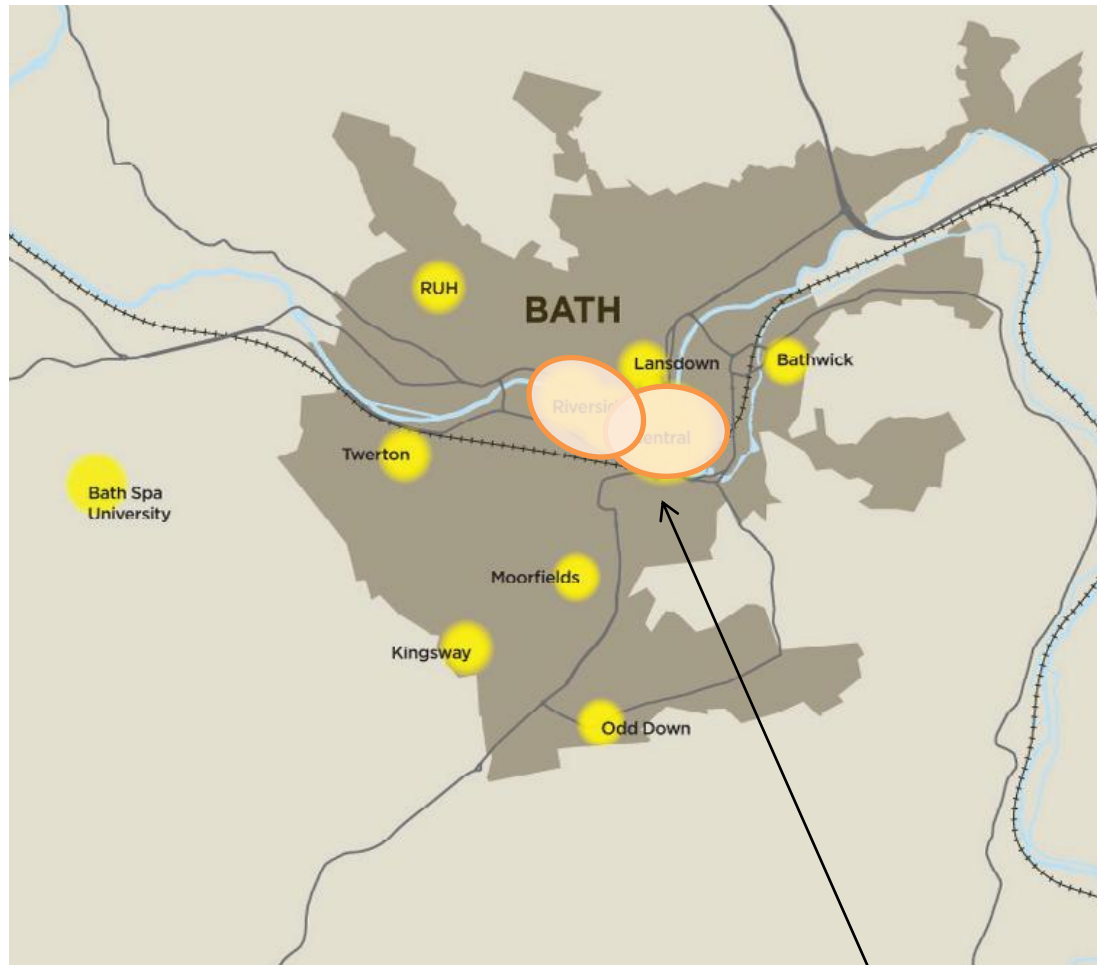 RUH
BATH
Lansdown
Bathwick
Twerton
Bath Spa
University
Moorfields
Kingsway
Odd Down